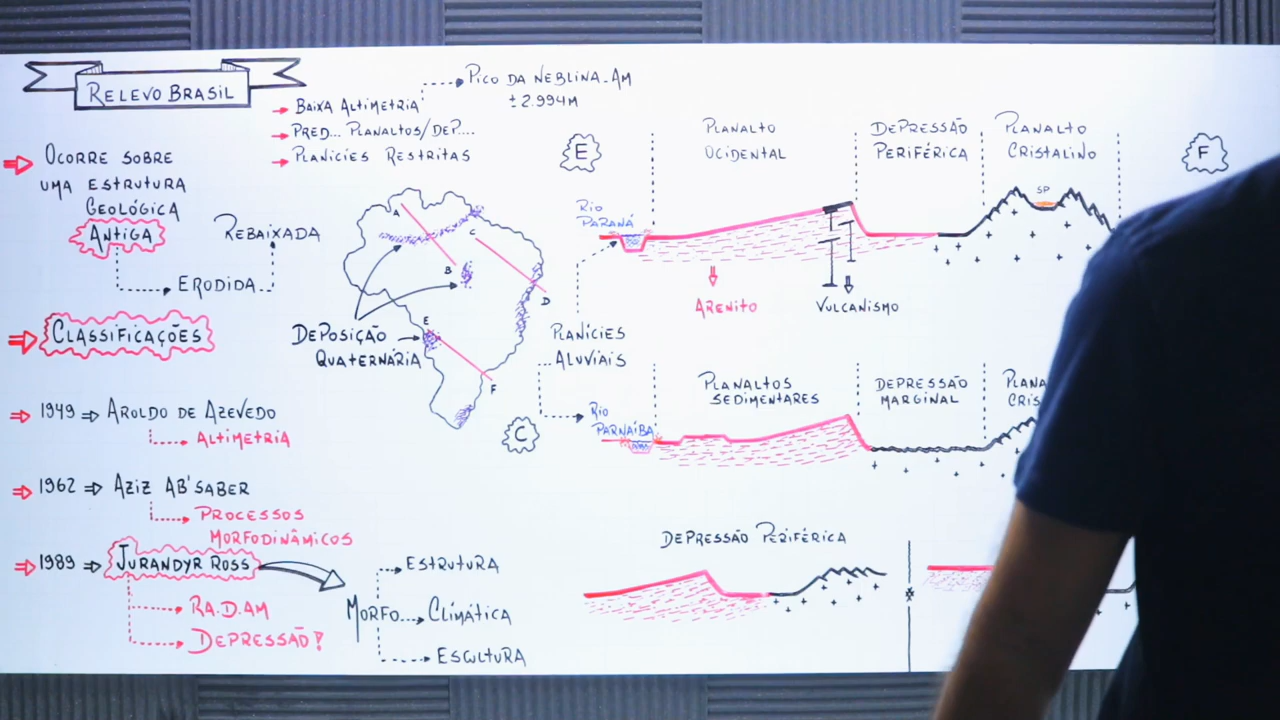 RELEVO BRASIL
BAIXA ALTIMETRIA
PICO DA NEBLINA-AM
± 2.994M
PRED... PLANALTOS/DEP....
PLANÍCIES RESTRITAS
OCORRE SOBRE
UMA ESTRUTURA
GEOLÓGICA
ANTIGA
REBAIXADA
ERODIDA
CLASSIFICAÇÕES
1949 AROLDO DE AZEVEDO
ALTIMETRIA
1962 AZIZ AB'SABER
PROCESSOS
MORFODINÂMICOS
1989 JURANDYR ROSS
RA.D.AM
DEPRESSÃO!
MORFO...
ESTRUTURA
CLIMÁTICA
ESCULTURA
A
B
C
D
E
F
DEPOSIÇÃO
QUATERNÁRIA
E
PLANALTO
OCIDENTAL
DEPRESSÃO
PERIFÉRICA
PLANALTO
CRISTALINO
F
RIO
PARANÁ
SP
ARENITO
VULCANISMO
PLANÍCIES
ALUVIAIS
C
RIO
PARNAÍBA
PLANALTOS
SEDIMENTARES
DEPRESSÃO
MARGINAL
PLANA
CRIS
DEPRESSÃO PERIFÉRICA